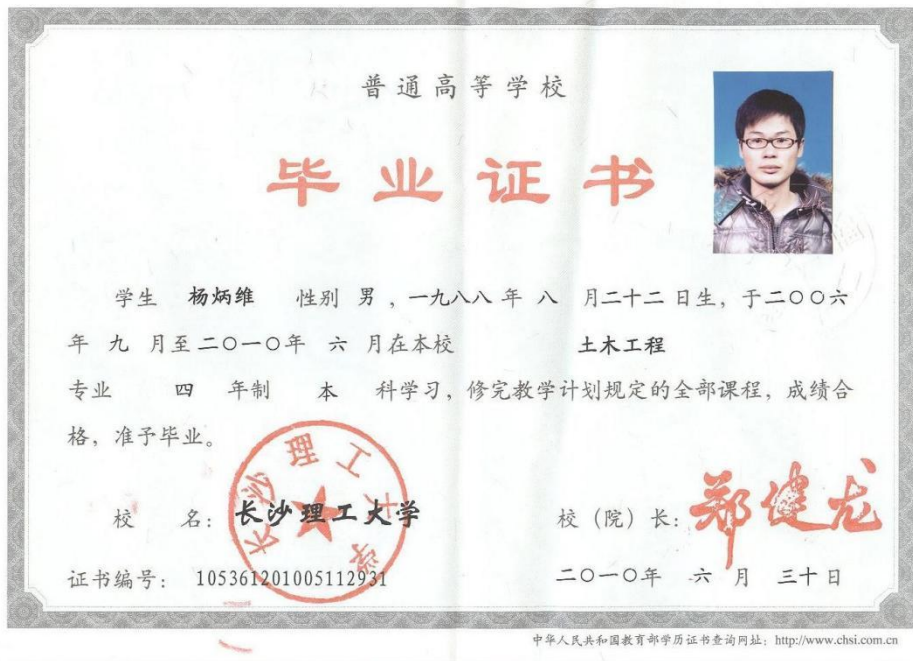 普通高等学校
毕业证书
学生 杨炳维 性别 男 ，一九八八 年 八 月二十二 日生，于二〇〇六
年 九 月至二〇一〇年 六 月在本校 土木工程
专业 四 年制 本 科学习，修完教学计划规定的全部课程，成绩合
格，准予毕业。
长沙理工大学
校 名：长沙理工大学 校（院）长：郑健龙
证书编号： 105361201005112931 二〇一〇年 六 月 三十 日
中华人民共和国教育部学历证书查询网址：http://www.chsi.com.cn